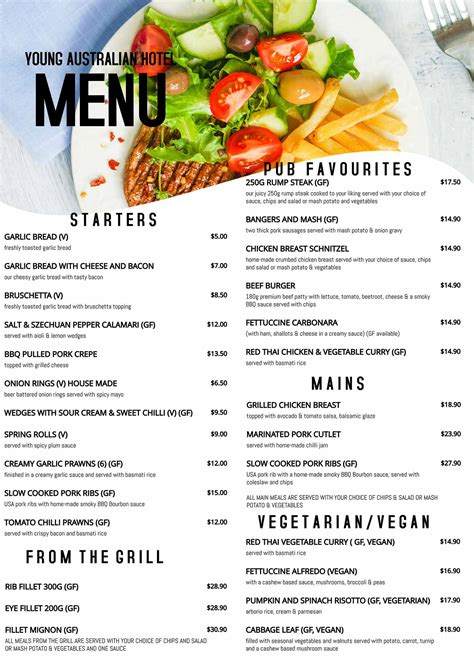 YOUNG AUSTRALIAN HOTEL
MENU
STARTERS
GARLIC BREAD (V) $5.00
freshly toasted garlic bread
GARLIC BREAD WITH CHEESE AND BACON $7.00
our cheesy garlic bread with tasty bacon
BRUSCHETTA (V) $8.50
freshly toasted garlic bread with bruschetta topping
SALT & SZECHUAN PEPPER CALAMARI (GF) $12.00
served with aioli & lemon wedges
BBQ PULLED PORK CREPE $13.50
topped with grilled cheese
ONION RINGS (V) HOUSE MADE $6.50
beer battered onion rings served with spicy mayo
WEDGES WITH SOUR CREAM & SWEET CHILLI (V) (GF) $9.50
SPRING ROLLS (V) $9.00
served with spicy plum sauce
CREAMY GARLIC PRAWNS (6) (GF) $12.00
finished in a creamy garlic sauce and served with basmati rice
SLOW COOKED PORK RIBS (GF) $15.00
USA pork rib with home-made smoky BBQ Bourbon sauce
TOMATO CHILLI PRAWNS (GF) $12.00
served with crispy bacon and basmati rice
FROM THE GRILL
RIB FILLET 300G (GF) $28.90
EYE FILLET 200G (GF) $28.90
FILLET MIGNON (GF) $30.90
ALL MEALS FROM THE GRILL ARE SERVED WITH YOUR CHOICE OF CHIPS AND SALAD
OR MASH POTATO & VEGETABLES AND ONE SAUCE
PUB FAVOURITES
250G RUMP STEAK (GF) $17.50
our juicy 250g rump steak cooked to your liking served with your choice of
sauce, chips and salad or mash potato and vegetables
BANGERS AND MASH (GF) $14.90
two thick pork sausages served with mash potato & onion gravy
CHICKEN BREAST SCHNITZEL $14.90
home-made crumbed chicken breast served with your choice of sauce, chips
and salad or mash potato & vegetables
BEEF BURGER $14.90
180g premium beef patty with lettuce, tomato, beetroot, cheese & a smoky
BBQ sauce served with chips
FETTUCCINE CARBONARA $14.90
(with ham, shallots & cheese in a creamy sauce) (GF available)
RED THAI CHICKEN & VEGETABLE CURRY (GF) $14.90
served with basmati rice
MAINS
GRILLED CHICKEN BREAST $18.90
topped with avocado & tomato salsa, balsamic glaze
MARINATED PORK CUTLET $23.90
served with home-made chilli jam
SLOW COOKED PORK RIBS (GF) $27.90
USA pork rib with a home-made smoky BBQ Bourbon sauce, served with
coleslaw and chips
ALL MAIN MEALS ARE SERVED WITH YOUR CHOICE OF CHIPS & SALAD OR MASH
POTATO & VEGETABLES
VEGETARIAN/VEGAN
RED THAI VEGETABLE CURRY ( GF, VEGAN) $14.90
served with basmati rice
FETTUCCINE ALFREDO (VEGAN) $16.90
with a cashew based sauce, mushrooms, broccoli & peas
PUMPKIN AND SPINACH RISOTTO (GF, VEGETARIAN) $17.90
arborio rice, cream & parmesan
CABBAGE LEAF (GF, VEGAN) $18.90
filled with seasonal vegetables and walnuts served with potato, carrot, turnip
and a cashew based mushroom sauce